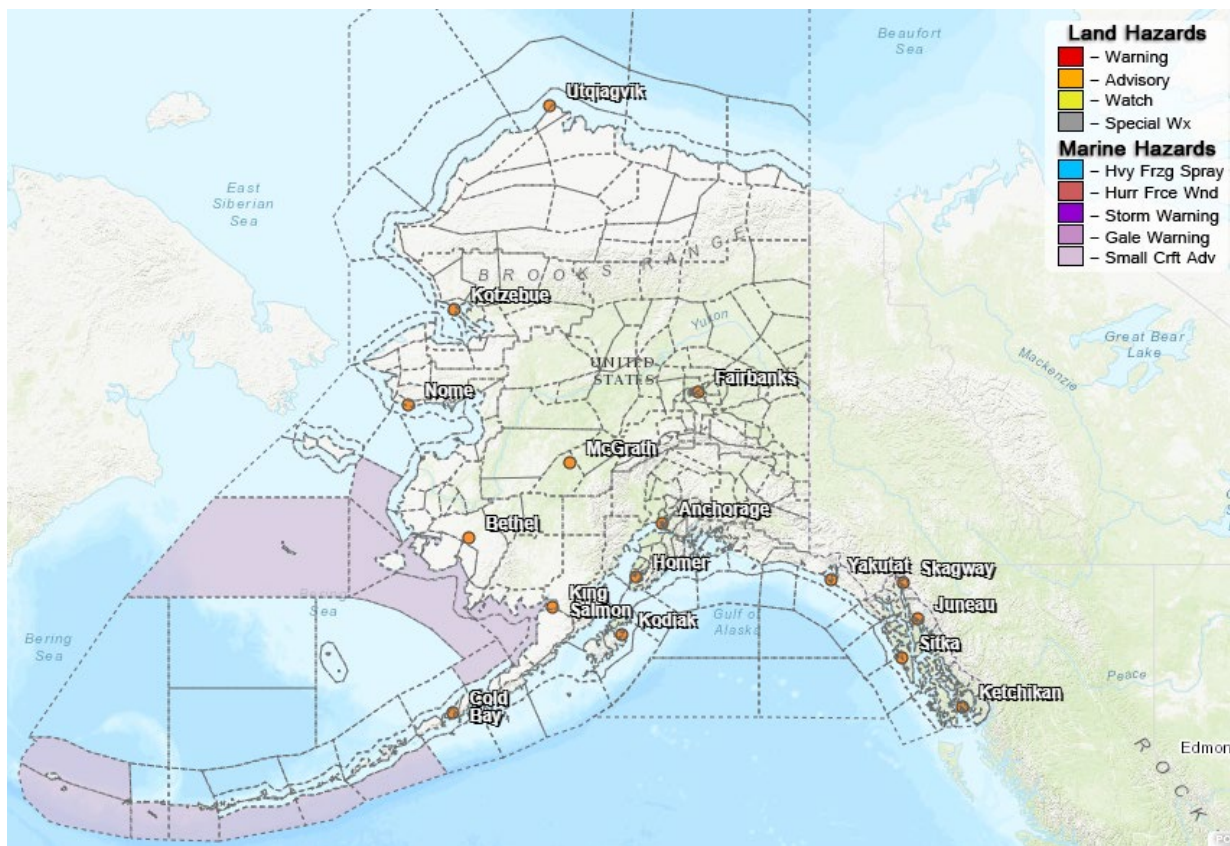 Land Hazards
– Warning
– Advisory
– Watch
– Special Wx
Marine Hazards
– Hvy Frzg Spray
– Hurr Frce Wnd
– Storm Warning
– Gale Warning
– Small Crft Adv
Beaufort
Sea
Utqiagvik
East
Siberian
Sea
BROOKS RANGE
Kotzebue
Yukon
Great Bear
Lake
Mackenzie
UNITED
STATES
Fairbanks
Nome
McGrath
Anchorage
Bethel
Homer
Yakutat
Skagway
King
Salmon
Kodiak
Gulf of
Alaska
Juneau
Sitka
Bering
Sea
Sea
Peace
Ketchikan
Cold
Bay
Edmon
ROCK